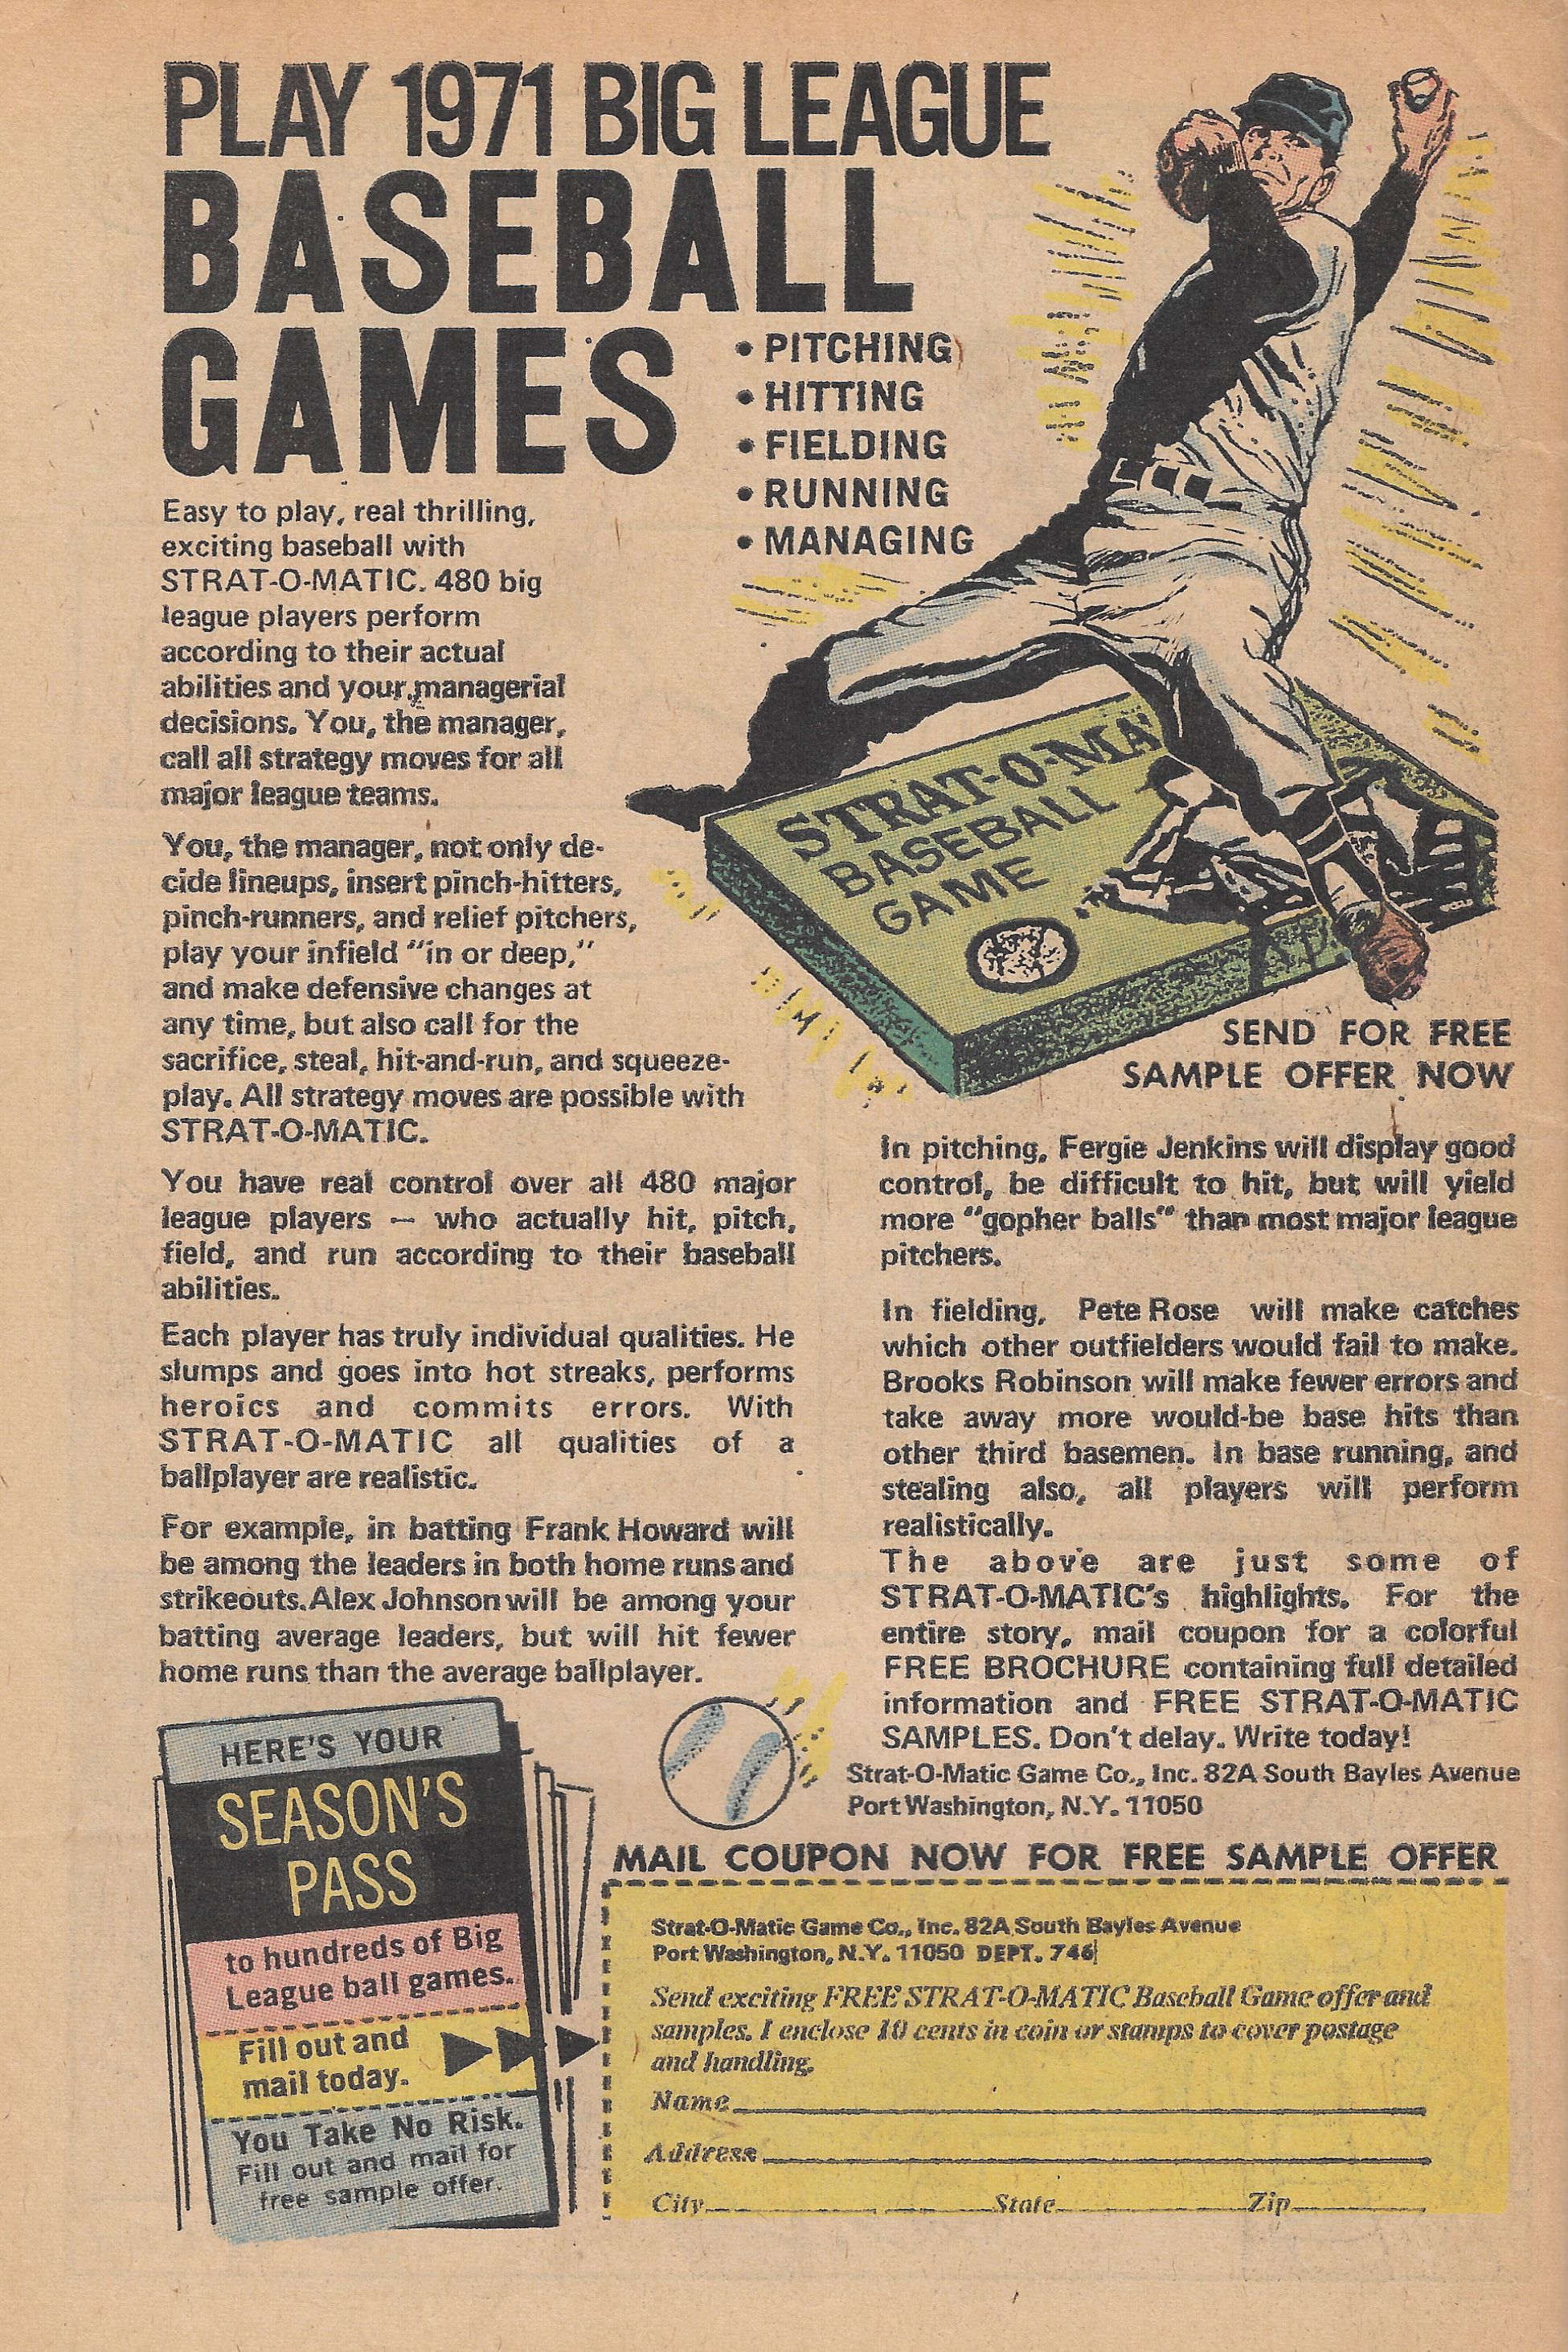 PLAY 1971 BIG LEAGUE
BASEBALL
GAMES
• PITCHING
• HITTING
• FIELDING
• RUNNING
• MANAGING
Easy to play, real thrilling,
exciting baseball with
STRAT-O-MATIC. 480 big
league players perform
according to their actual
abilities and your managerial
decisions. You, the manager,
call all strategy moves for all
major league teams.
You, the manager, not only de-
cide lineups, insert pinch-hitters,
pinch-runners, and relief pitchers,
play your infield "in or deep,"
and make defensive changes at
any time, but also call for the
sacrifice, steal, hit-and-run, and squeeze-
play. All strategy moves are possible with
STRAT-O-MATIC.
You have real control over all 480 major
league players — who actually hit, pitch,
field, and run according to their baseball
abilities.
Each player has truly individual qualities. He
slumps and goes into hot streaks, performs
heroics and commits errors. With
STRAT-O-MATIC all qualities of a
ballplayer are realistic.
For example, in batting Frank Howard will
be among the leaders in both home runs and
strikeouts. Alex Johnson will be among your
batting average leaders, but will hit fewer
home runs than the average ballplayer.
STRAT-O-MA
BASEBALL
GAME
SEND FOR FREE
SAMPLE OFFER NOW
In pitching, Fergie Jenkins will display good
control, be difficult to hit, but will yield
more "gopher balls" than most major league
pitchers.
In fielding, Pete Rose will make catches
which other outfielders would fail to make.
Brooks Robinson will make fewer errors and
take away more would-be base hits than
other third basemen. In base running, and
stealing also, all players will perform
realistically.
The above are just some of
STRAT-O-MATIC's highlights. For the
entire story, mail coupon for a colorful
FREE BROCHURE containing full detailed
information and FREE STRAT-O-MATIC
SAMPLES. Don't delay. Write today!
Strat-O-Matic Game Co., Inc. 82A South Bayles Avenue
Port Washington, N.Y. 11050
HERE'S YOUR
SEASON'S
PASS
to hundreds of Big
League ball games.
Fill out and
mail today.
You Take No Risk.
Fill out and mail for
free sample offer.
MAIL COUPON NOW FOR FREE SAMPLE OFFER
Strat-O-Matic Game Co., Inc. 82A South Bayles Avenue
Port Washington, N.Y. 11050 DEPT. 746
Send exciting FREE STRAT-O-MATIC Baseball Game offer and
samples. I enclose 10 cents in coin or stamps to cover postage
and handling.
Name
Address
City State Zip